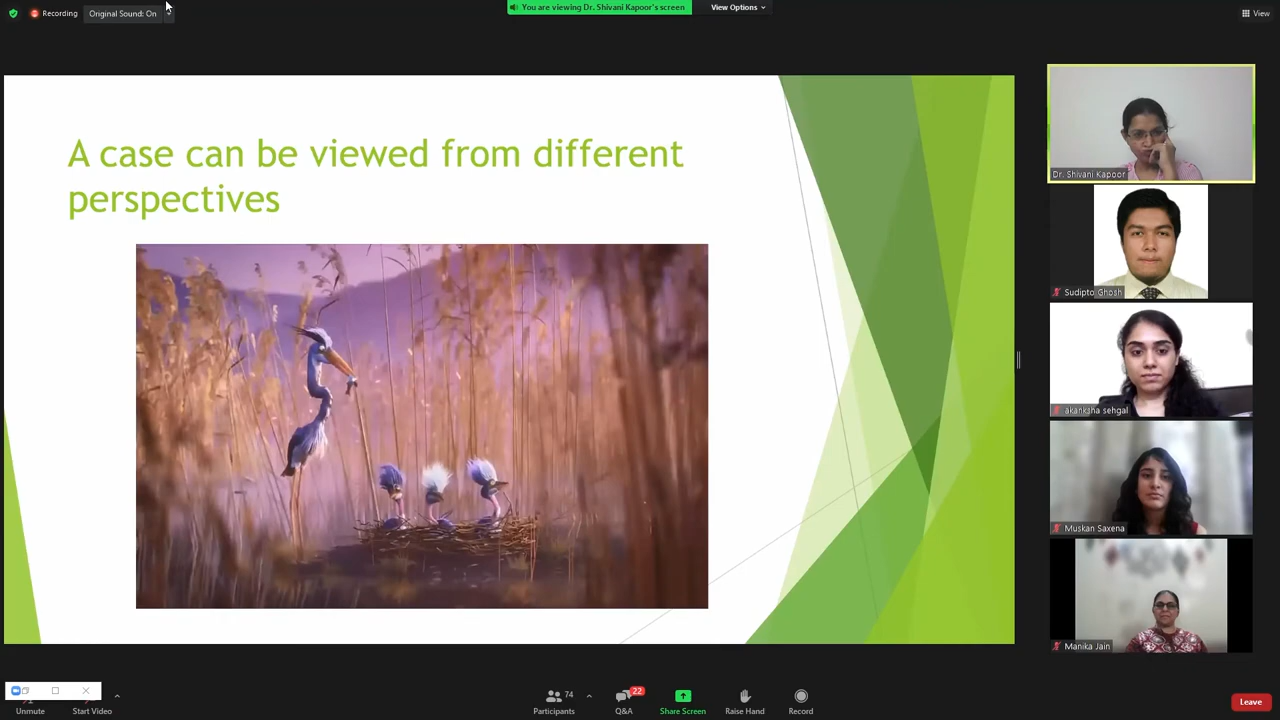 Recording
Original Sound: On
You are viewing Dr. Shivani Kapoor's screen
View Options
View
A case can be viewed from different
perspectives
Dr. Shivani Kapoor
Sudipto Ghosh
akanksha sehgal
Muskan Saxena
Manika Jain
Unmute
Start Video
74
Participants
22
Q&A
Share Screen
Raise Hand
Record
Leave